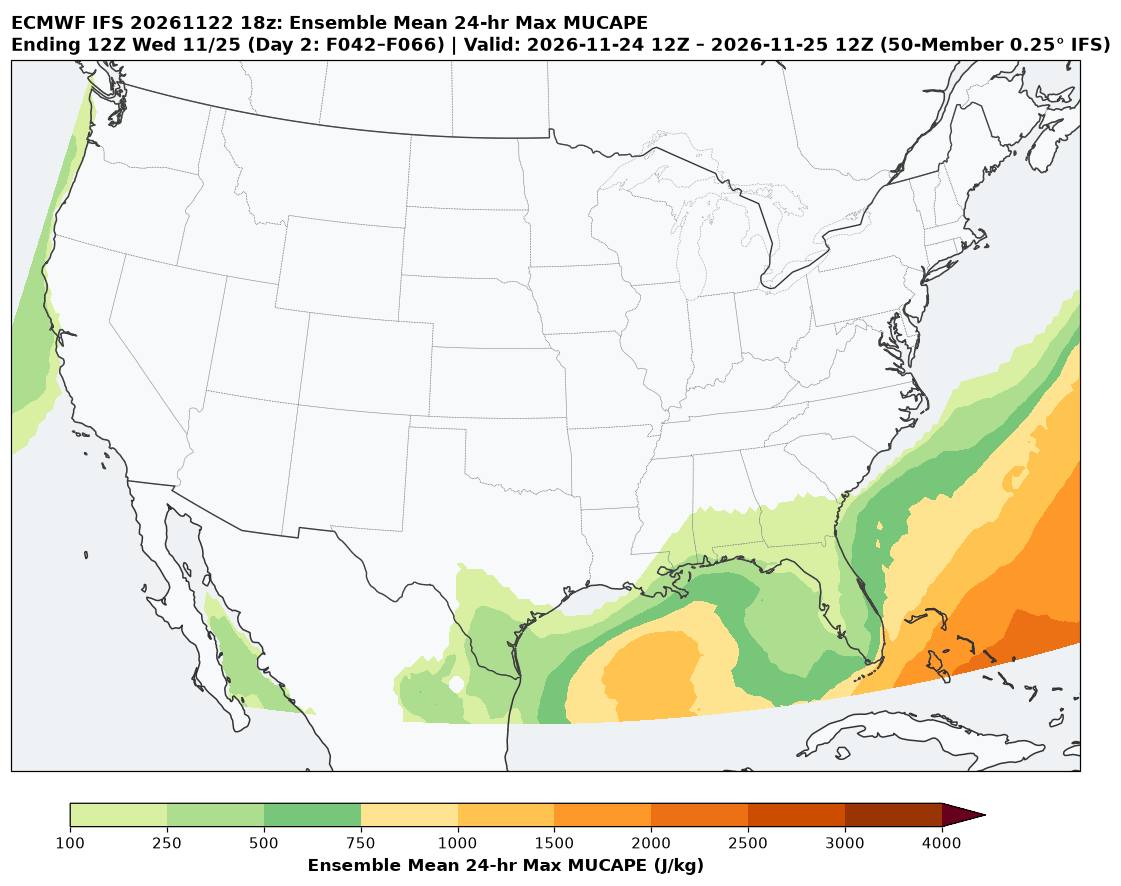 ECMWF IFS 20261122 18z: Ensemble Mean 24-hr Max MUCAPE
Ending 12Z Wed 11/25 (Day 2: F042–F066) | Valid: 2026-11-24 12Z – 2026-11-25 12Z (50-Member 0.25° IFS)
100 250 500 750 1000 1500 2000 2500 3000 4000
Ensemble Mean 24-hr Max MUCAPE (J/kg)